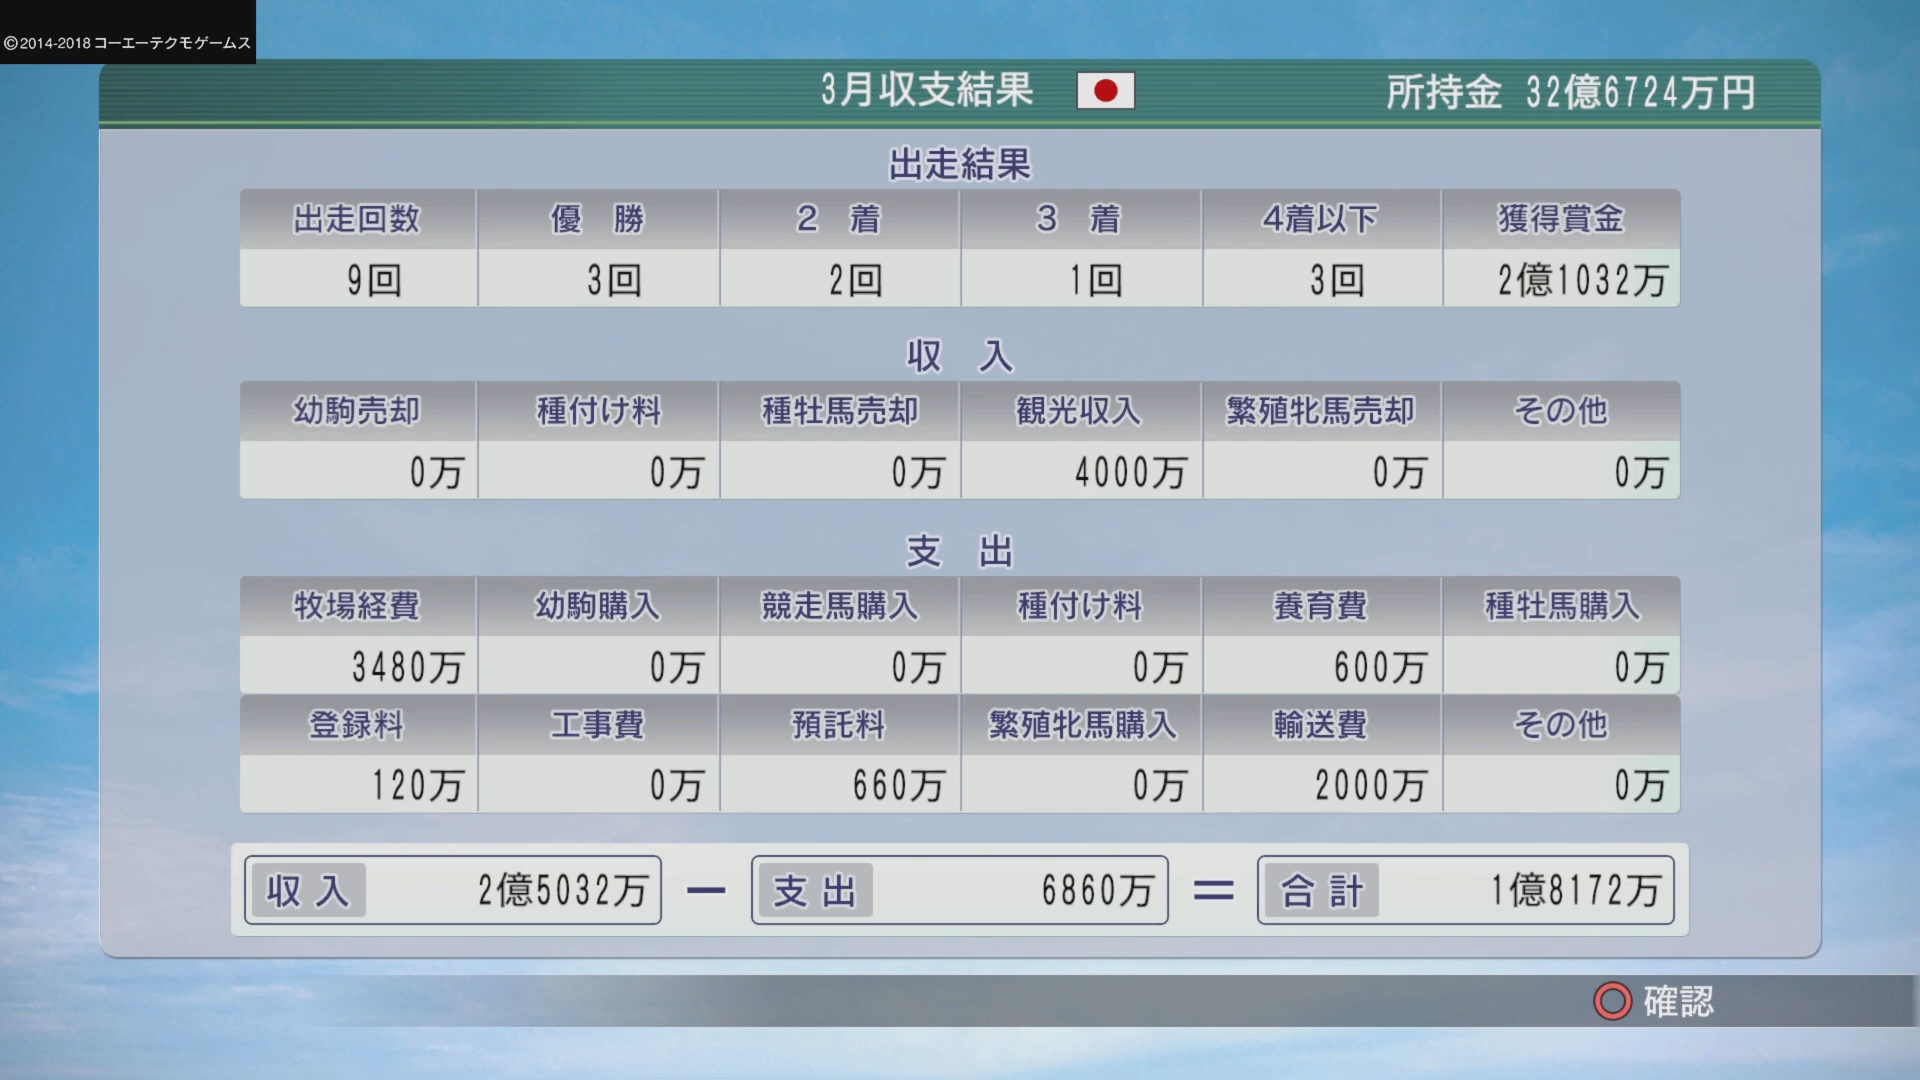 ©2014-2018 コーエーテクモゲームス
3月収支結果
所持金 32億6724万円
出走結果
出走回数 優 勝 2 着 3 着 4着以下 獲得賞金
9回 3回 2回 1回 3回 2億1032万
収 入
幼駒売却 種付け料 種牡馬売却 観光収入 繁殖牝馬売却 その他
0万 0万 0万 4000万 0万 0万
支 出
牧場経費 幼駒購入 競走馬購入 種付け料 養育費 種牡馬購入
3480万 0万 0万 0万 600万 0万
登録料 工事費 預託料 繁殖牝馬購入 輸送費 その他
120万 0万 660万 0万 2000万 0万
収 入 2億5032万 − 支 出 6860万 = 合 計 1億8172万
確認